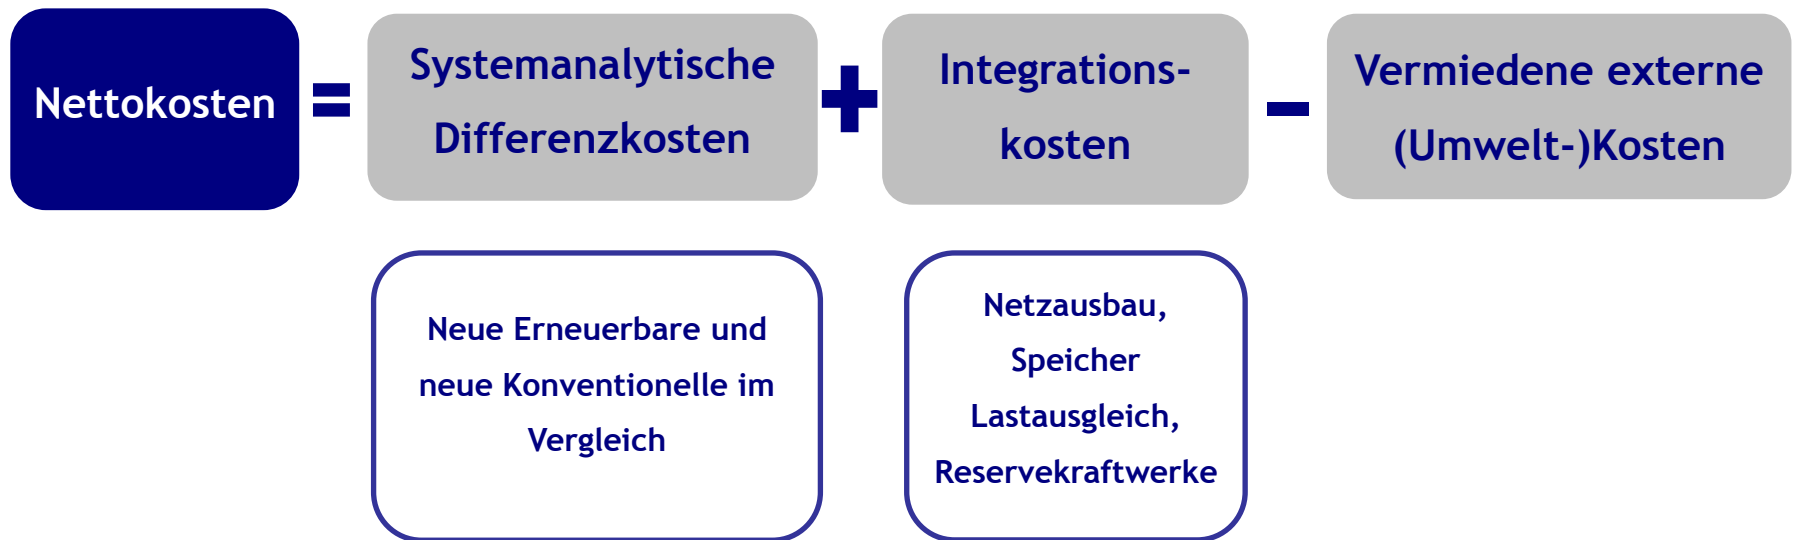 Nettokosten
=
Systemanalytische
Differenzkosten
+
Integrations-
kosten
–
Vermiedene externe
(Umwelt-)Kosten
Neue Erneuerbare und
neue Konventionelle im
Vergleich
Netzausbau,
Speicher
Lastausgleich,
Reservekraftwerke